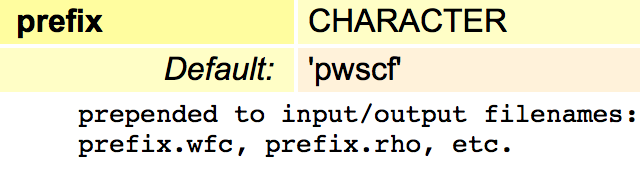 prefix CHARACTER
Default: 'pwscf'
prepended to input/output filenames:
prefix.wfc, prefix.rho, etc.